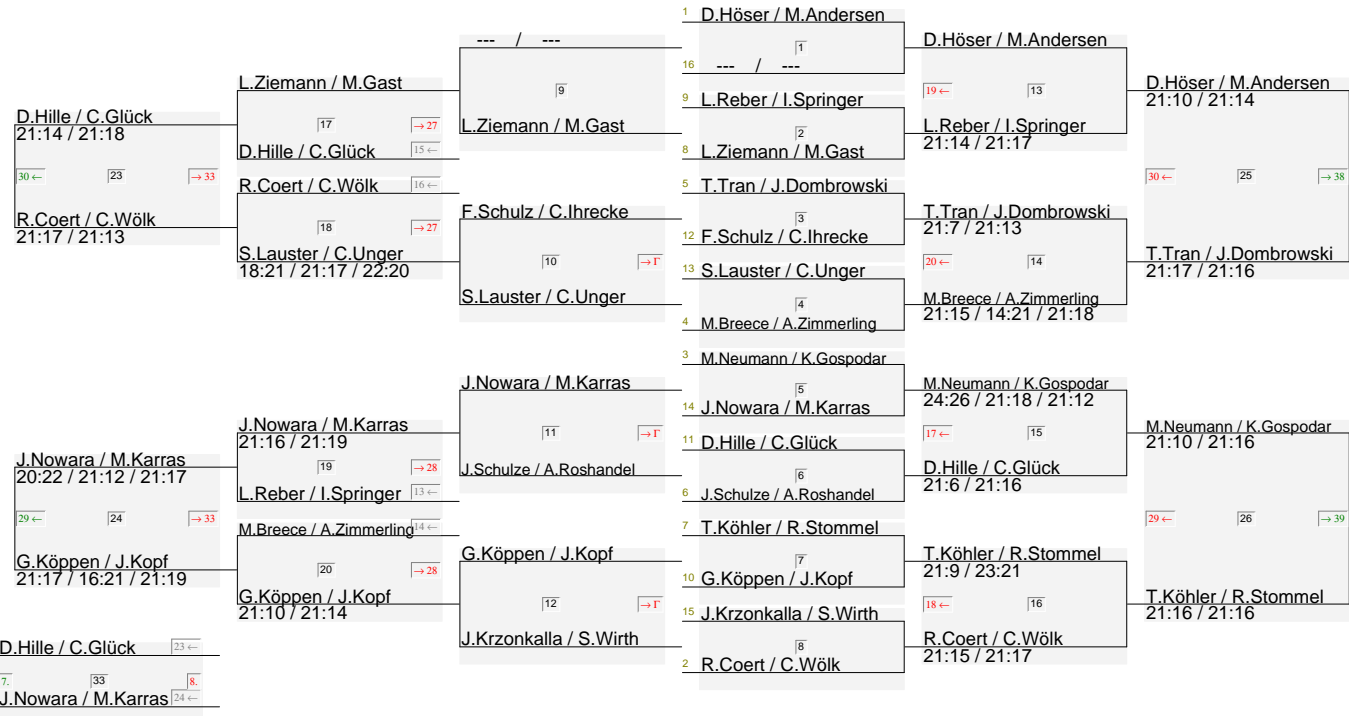 1 D.Höser / M.Andersen
--- / ---
1
D.Höser / M.Andersen
16 --- / ---
L.Ziemann / M.Gast
9
19 ←
13
D.Höser / M.Andersen
21:10 / 21:14
9 L.Reber / I.Springer
D.Hille / C.Glück
21:14 / 21:18
17
→ 27
L.Ziemann / M.Gast
2
L.Reber / I.Springer
21:14 / 21:17
D.Hille / C.Glück
15 ←
8 L.Ziemann / M.Gast
30 ←
23
→ 33
R.Coert / C.Wölk
16 ←
5 T.Tran / J.Dombrowski
30 ←
25
→ 38
R.Coert / C.Wölk
21:17 / 21:13
18
→ 27
F.Schulz / C.Ihrecke
3
T.Tran / J.Dombrowski
21:7 / 21:13
12 F.Schulz / C.Ihrecke
S.Lauster / C.Unger
18:21 / 21:17 / 22:20
10
→ Γ
20 ←
14
T.Tran / J.Dombrowski
21:17 / 21:16
13 S.Lauster / C.Unger
S.Lauster / C.Unger
4
M.Breece / A.Zimmerling
21:15 / 14:21 / 21:18
4 M.Breece / A.Zimmerling
3 M.Neumann / K.Gospodar
J.Nowara / M.Karras
5
M.Neumann / K.Gospodar
24:26 / 21:18 / 21:12
14 J.Nowara / M.Karras
J.Nowara / M.Karras
21:16 / 21:19
11
→ Γ
17 ←
15
M.Neumann / K.Gospodar
21:10 / 21:16
11 D.Hille / C.Glück
J.Nowara / M.Karras
20:22 / 21:12 / 21:17
19
→ 28
J.Schulze / A.Roshandel
6
D.Hille / C.Glück
21:6 / 21:16
L.Reber / I.Springer
13 ←
6 J.Schulze / A.Roshandel
29 ←
24
→ 33
M.Breece / A.Zimmerling
14 ←
7 T.Köhler / R.Stommel
29 ←
26
→ 39
G.Köppen / J.Kopf
21:17 / 16:21 / 21:19
20
→ 28
G.Köppen / J.Kopf
7
T.Köhler / R.Stommel
21:9 / 23:21
10 G.Köppen / J.Kopf
G.Köppen / J.Kopf
21:10 / 21:14
12
→ Γ
18 ←
16
T.Köhler / R.Stommel
21:16 / 21:16
15 J.Krzonkalla / S.Wirth
D.Hille / C.Glück
23 ←
J.Krzonkalla / S.Wirth
8
R.Coert / C.Wölk
21:15 / 21:17
2 R.Coert / C.Wölk
7.
33
8.
J.Nowara / M.Karras
24 ←